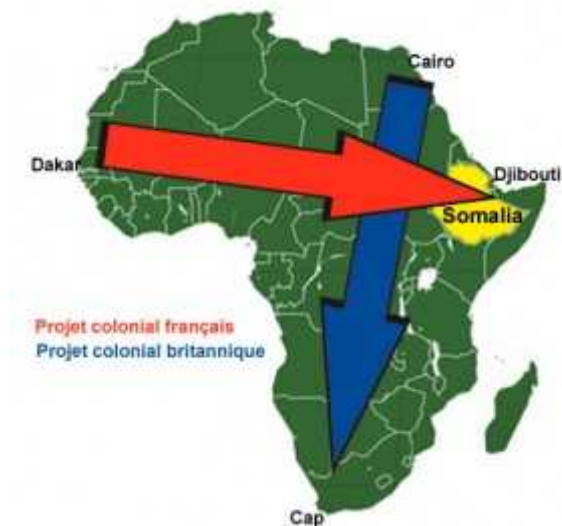 Cairo
Dakar
Djibouti
Somalia
Projet colonial français
Projet colonial britannique
Cap